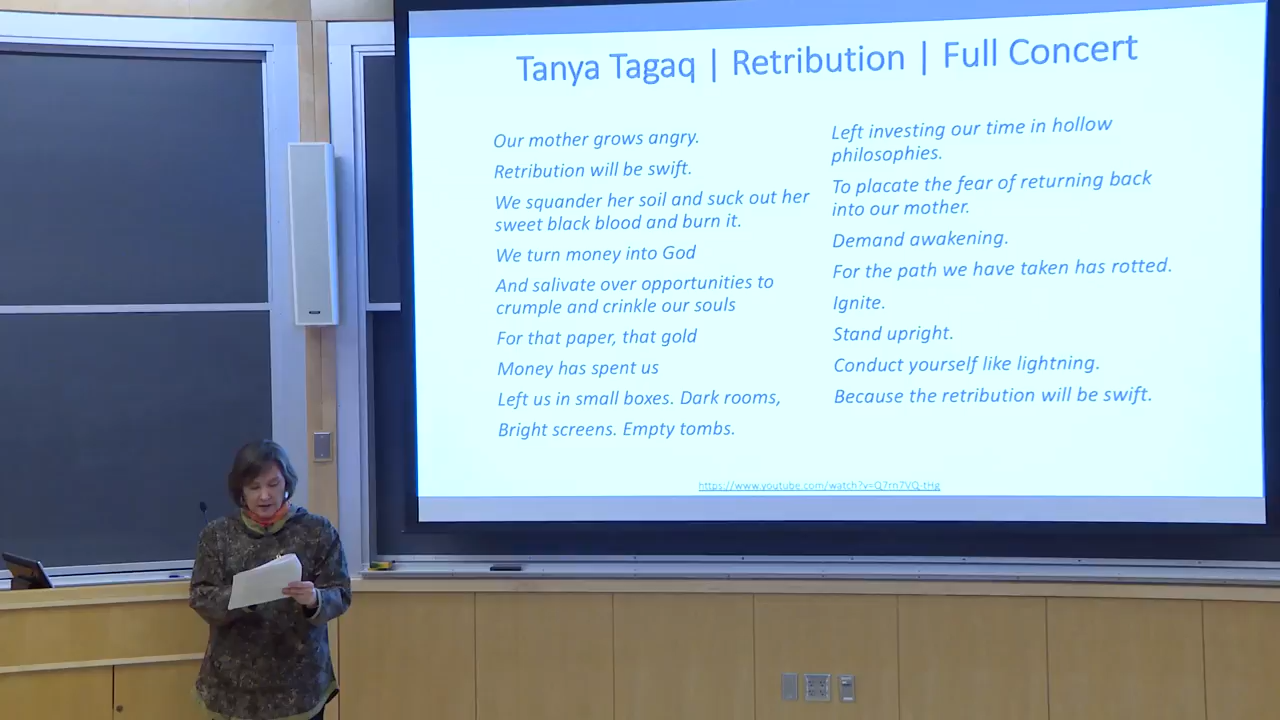 Tanya Tagaq | Retribution | Full Concert
Our mother grows angry.
Retribution will be swift.
We squander her soil and suck out her
sweet black blood and burn it.
We turn money into God
And salivate over opportunities to
crumple and crinkle our souls
For that paper, that gold
Money has spent us
Left us in small boxes. Dark rooms,
Bright screens. Empty tombs.
Left investing our time in hollow
philosophies.
To placate the fear of returning back
into our mother.
Demand awakening.
For the path we have taken has rotted.
Ignite.
Stand upright.
Conduct yourself like lightning.
Because the retribution will be swift.